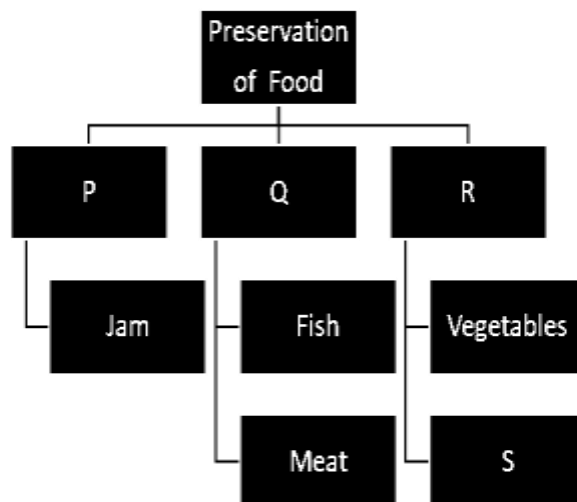 Preservation
of Food
P
Q
R
Jam
Fish
Vegetables
Meat
S